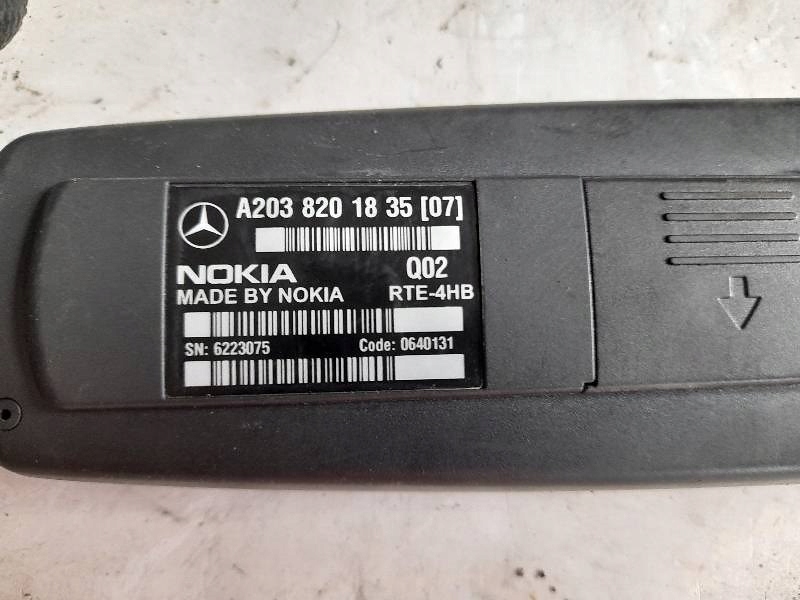 A203 820 18 35 [07]
NOKIA Q02
MADE BY NOKIA RTE-4HB
SN: 6223075 Code: 0640131